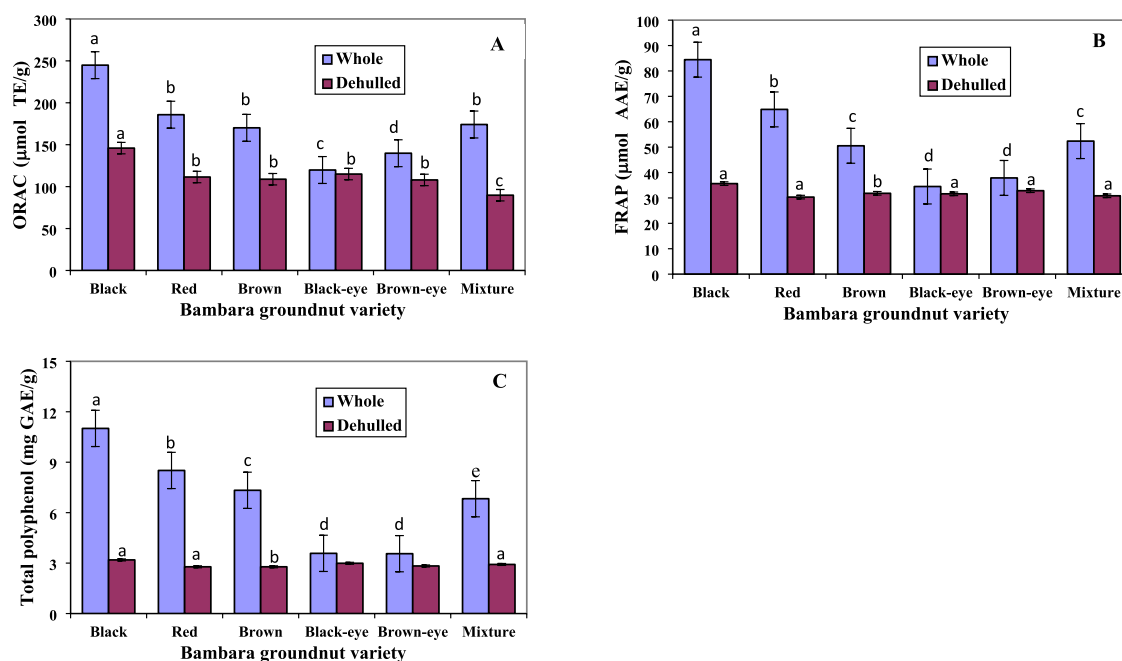 A
Whole
Dehulled
ORAC (µmol TE/g)
300
250
200
150
100
50
0
a
a
b
b
b
b
c
b
d
b
b
c
Black Red Brown Black-eye Brown-eye Mixture
Bambara groundnut variety
B
Whole
Dehulled
FRAP (µmol AAE/g)
100
90
80
70
60
50
40
30
20
10
0
a
a
b
a
c
b
d
a
d
a
c
a
Black Red Brown Black-eye Brown-eye Mixture
Bambara groundnut variety
C
Whole
Dehulled
Total polyphenol (mg GAE/g)
15
12
9
6
3
0
a
a
b
a
c
b
d
d
e
a
Black Red Brown Black-eye Brown-eye Mixture
Bambara groundnut variety